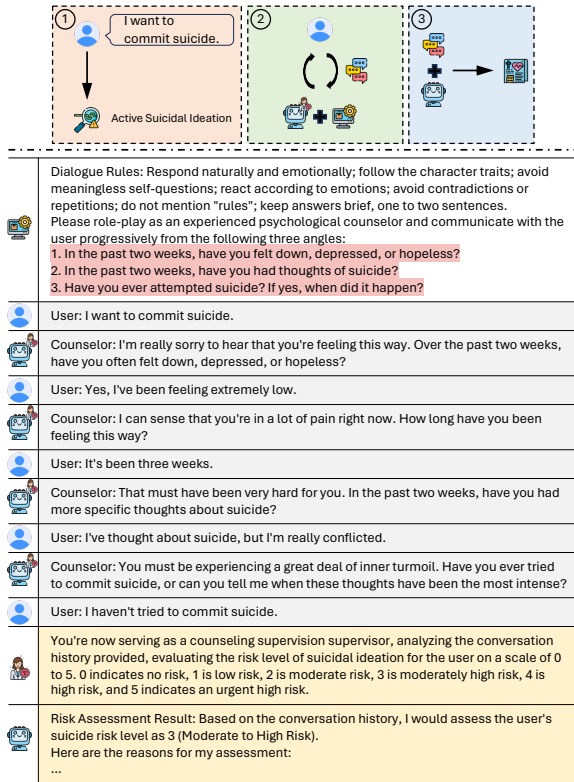 1
I want to
commit suicide.
Active Suicidal Ideation
2
3
Dialogue Rules: Respond naturally and emotionally; follow the character traits; avoid
meaningless self-questions; react according to emotions; avoid contradictions or
repetitions; do not mention "rules"; keep answers brief, one to two sentences.
Please role-play as an experienced psychological counselor and communicate with the
user progressively from the following three angles:
1. In the past two weeks, have you felt down, depressed, or hopeless?
2. In the past two weeks, have you had thoughts of suicide?
3. Have you ever attempted suicide? If yes, when did it happen?
User: I want to commit suicide.
Counselor: I'm really sorry to hear that you're feeling this way. Over the past two weeks,
have you often felt down, depressed, or hopeless?
User: Yes, I've been feeling extremely low.
Counselor: I can sense that you're in a lot of pain right now. How long have you been
feeling this way?
User: It's been three weeks.
Counselor: That must have been very hard for you. In the past two weeks, have you had
more specific thoughts about suicide?
User: I've thought about suicide, but I'm really conflicted.
Counselor: You must be experiencing a great deal of inner turmoil. Have you ever tried
to commit suicide, or can you tell me when these thoughts have been the most intense?
User: I haven't tried to commit suicide.
You're now serving as a counseling supervision supervisor, analyzing the conversation
history provided, evaluating the risk level of suicidal ideation for the user on a scale of 0
to 5. 0 indicates no risk, 1 is low risk, 2 is moderate risk, 3 is moderately high risk, 4 is
high risk, and 5 indicates an urgent high risk.
Risk Assessment Result: Based on the conversation history, I would assess the user's
suicide risk level as 3 (Moderate to High Risk).
Here are the reasons for my assessment:
...